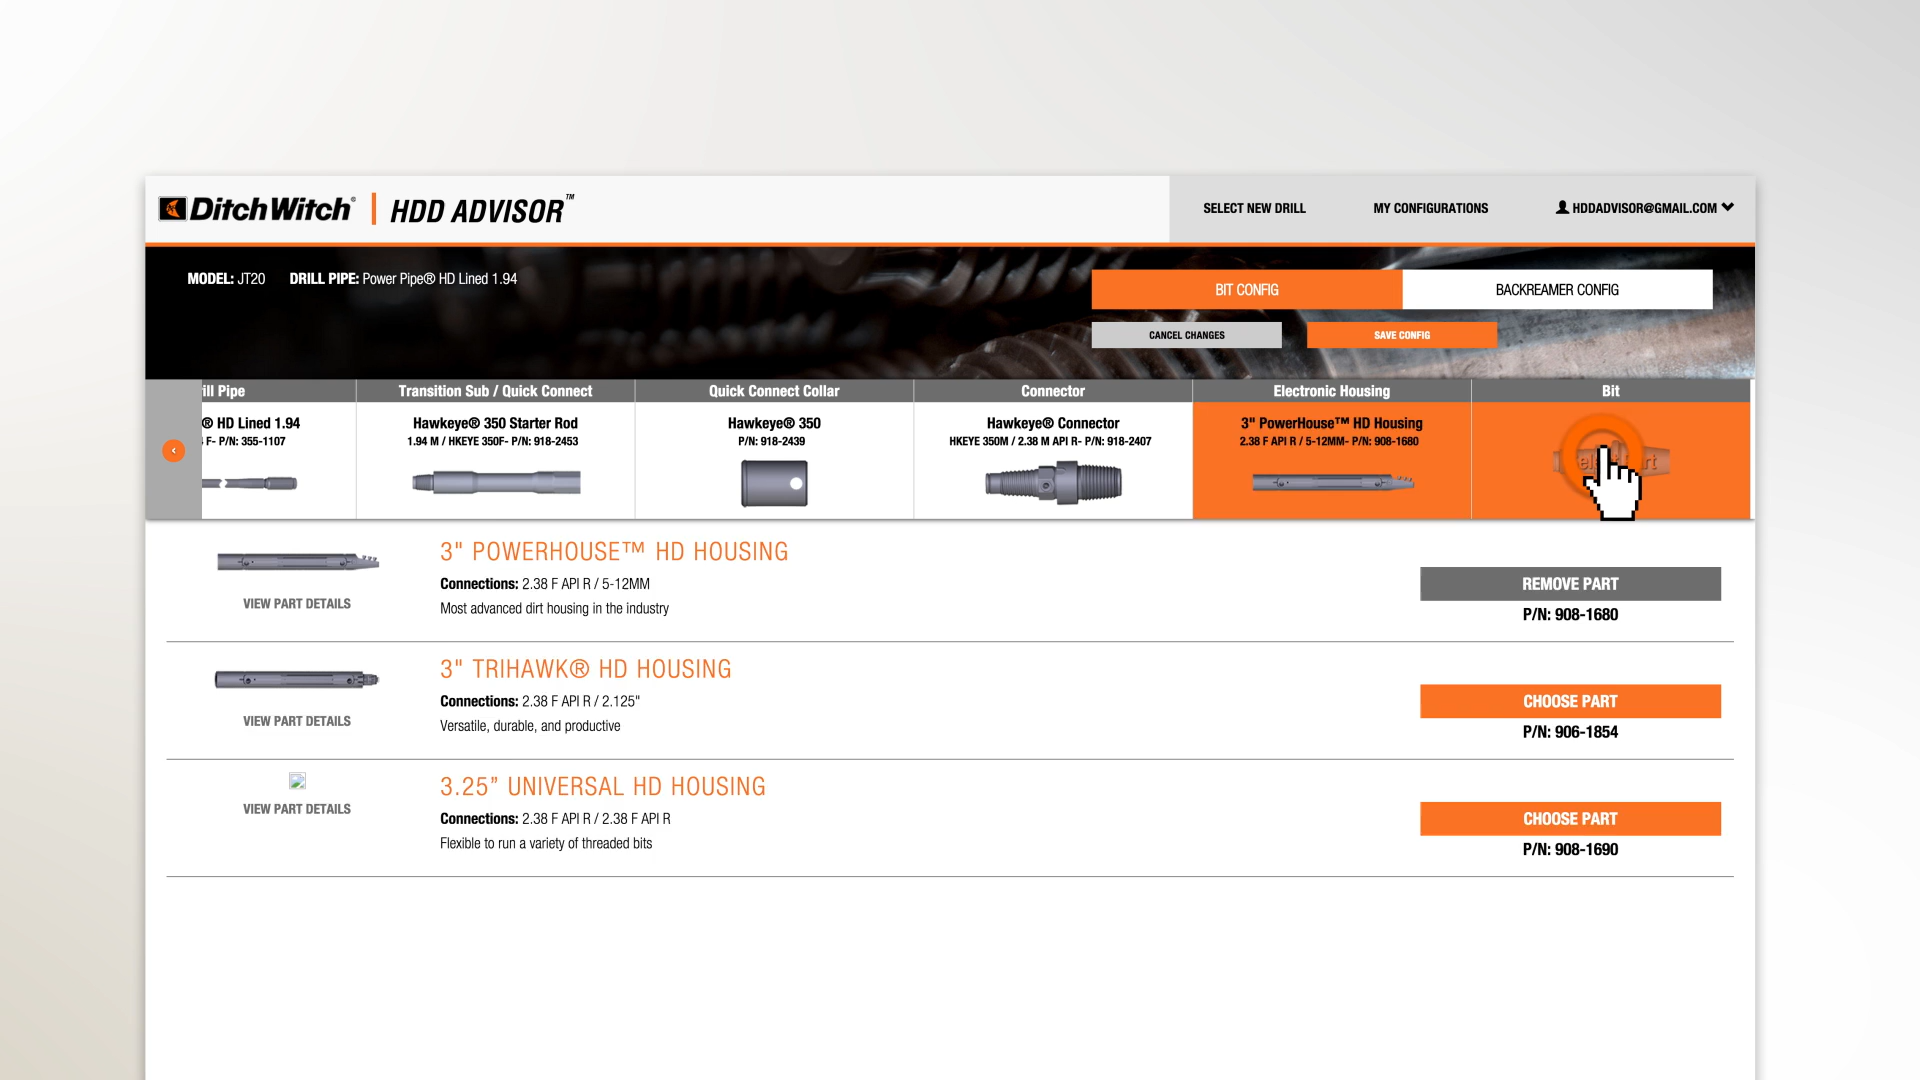 DitchWitch® | HDD ADVISOR™
SELECT NEW DRILL
MY CONFIGURATIONS
HDDADVISOR@GMAIL.COM
MODEL: JT20 DRILL PIPE: Power Pipe® HD Lined 1.94
BIT CONFIG
BACKREAMER CONFIG
CANCEL CHANGES
SAVE CONFIG
ill Pipe
® HD Lined 1.94
F- P/N: 355-1107
Transition Sub / Quick Connect
Hawkeye® 350 Starter Rod
1.94 M / HKEYE 350F- P/N: 918-2453
Quick Connect Collar
Hawkeye® 350
P/N: 918-2439
Connector
Hawkeye® Connector
HKEYE 350M / 2.38 M API R- P/N: 918-2407
Electronic Housing
3" PowerHouse™ HD Housing
2.38 F API R / 5-12MM- P/N: 908-1680
Bit
3" POWERHOUSE™ HD HOUSING
Connections: 2.38 F API R / 5-12MM
Most advanced dirt housing in the industry
VIEW PART DETAILS
REMOVE PART
P/N: 908-1680
3" TRIHAWK® HD HOUSING
Connections: 2.38 F API R / 2.125"
Versatile, durable, and productive
VIEW PART DETAILS
CHOOSE PART
P/N: 906-1854
3.25” UNIVERSAL HD HOUSING
Connections: 2.38 F API R / 2.38 F API R
Flexible to run a variety of threaded bits
VIEW PART DETAILS
CHOOSE PART
P/N: 908-1690